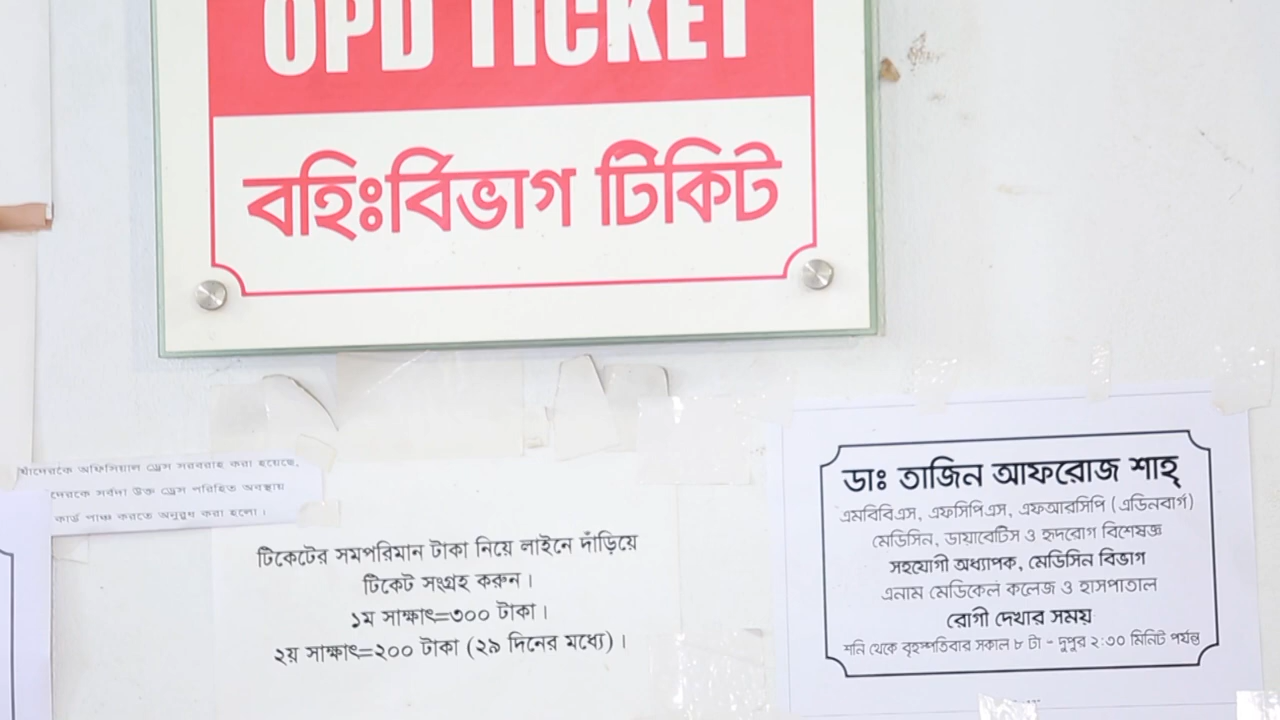 OPD TICKET
বহিঃর্বিভাগ টিকিট
অফিসিয়াল ড্রেস সরবরাহ করা হয়েছে,
সর্বদা উক্ত ড্রেস পরিহিত অবস্থায়
কার্ড পাঞ্চ করতে অনুরুধ করা হলো।
টিকেটের সমপরিমান টাকা নিয়ে লাইনে দাঁড়িয়ে
টিকেট সংগ্রহ করুন।
১ম সাক্ষাৎ=৩০০ টাকা।
২য় সাক্ষাৎ=২০০ টাকা (২৯ দিনের মধ্যে)।
ডাঃ তাজিন আফরোজ শাহ্
এমবিবিএস, এফসিপিএস, এফআরসিপি (এডিনবার্গ)
মেডিসিন, ডায়াবেটিস ও হৃদরোগ বিশেষজ্ঞ
সহযোগী অধ্যাপক, মেডিসিন বিভাগ
এনাম মেডিকেল কলেজ ও হাসপাতাল
রোগী দেখার সময়
শনি থেকে বৃহস্পতিবার সকাল ৮ টা - দুপুর ২:৩০ মিনিট পর্যন্ত